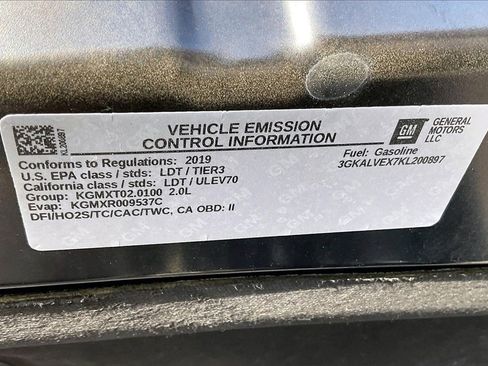 KL200897
VEHICLE EMISSION
CONTROL INFORMATION
GM
GENERAL
MOTORS
LLC
Conforms to Regulations: 2019
Fuel: Gasoline
U.S. EPA class / stds: LDT / TIER3
3GKALVEX7KL200897
California class / stds: LDT / ULEV70
Group: KGMXT02.0100 2.0L
Evap: KGMXR009537C
DFI/HO2S/TC/CAC/TWC, CA OBD: II